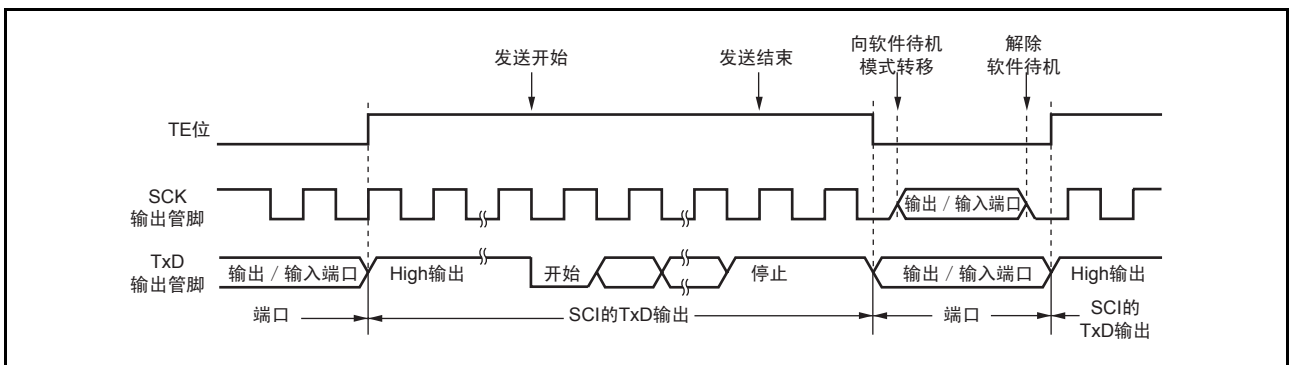 发送开始
发送结束
向软件待机
模式转移
解除
软件待机
TE位
SCK
输出管脚
输出／输入端口
TxD
输出管脚
输出／输入端口
High输出
开始
停止
输出／输入端口
High输出
端口
SCI的TxD输出
端口
SCI的
TxD输出